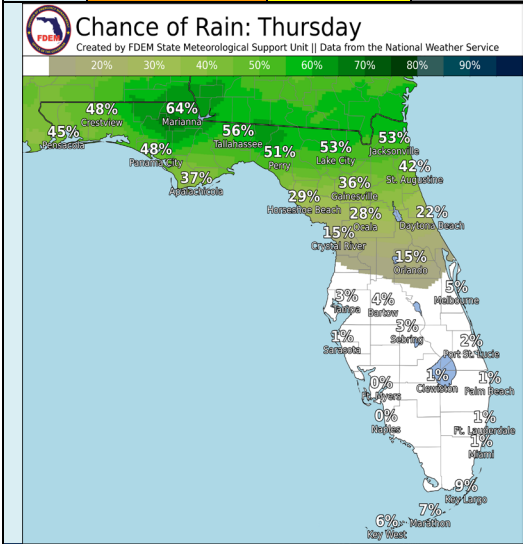 FDEM
Chance of Rain: Thursday
Created by FDEM State Meteorological Support Unit || Data from the National Weather Service
20% 30% 40% 50% 60% 70% 80% 90%
64%
Marianna
48%
Crestview
45%
Pensacola
56%
Tallahassee
53%
Jacksonville
48%
Panama City
51%
Perry
53%
Lake City
42%
St. Augustine
37%
Apalachicola
36%
Gainesville
29%
Horseshoe Beach
28%
Ocala
22%
Daytona Beach
15%
Crystal River
15%
Orlando
5%
Melbourne
3%
Tampa
4%
Bartow
3%
Sebring
1%
Sarasota
2%
Port St. Lucie
0%
Ft. Myers
1%
Clewiston
1%
Palm Beach
0%
Naples
1%
Ft. Lauderdale
1%
Miami
9%
Key Largo
7%
Marathon
6%
Key West